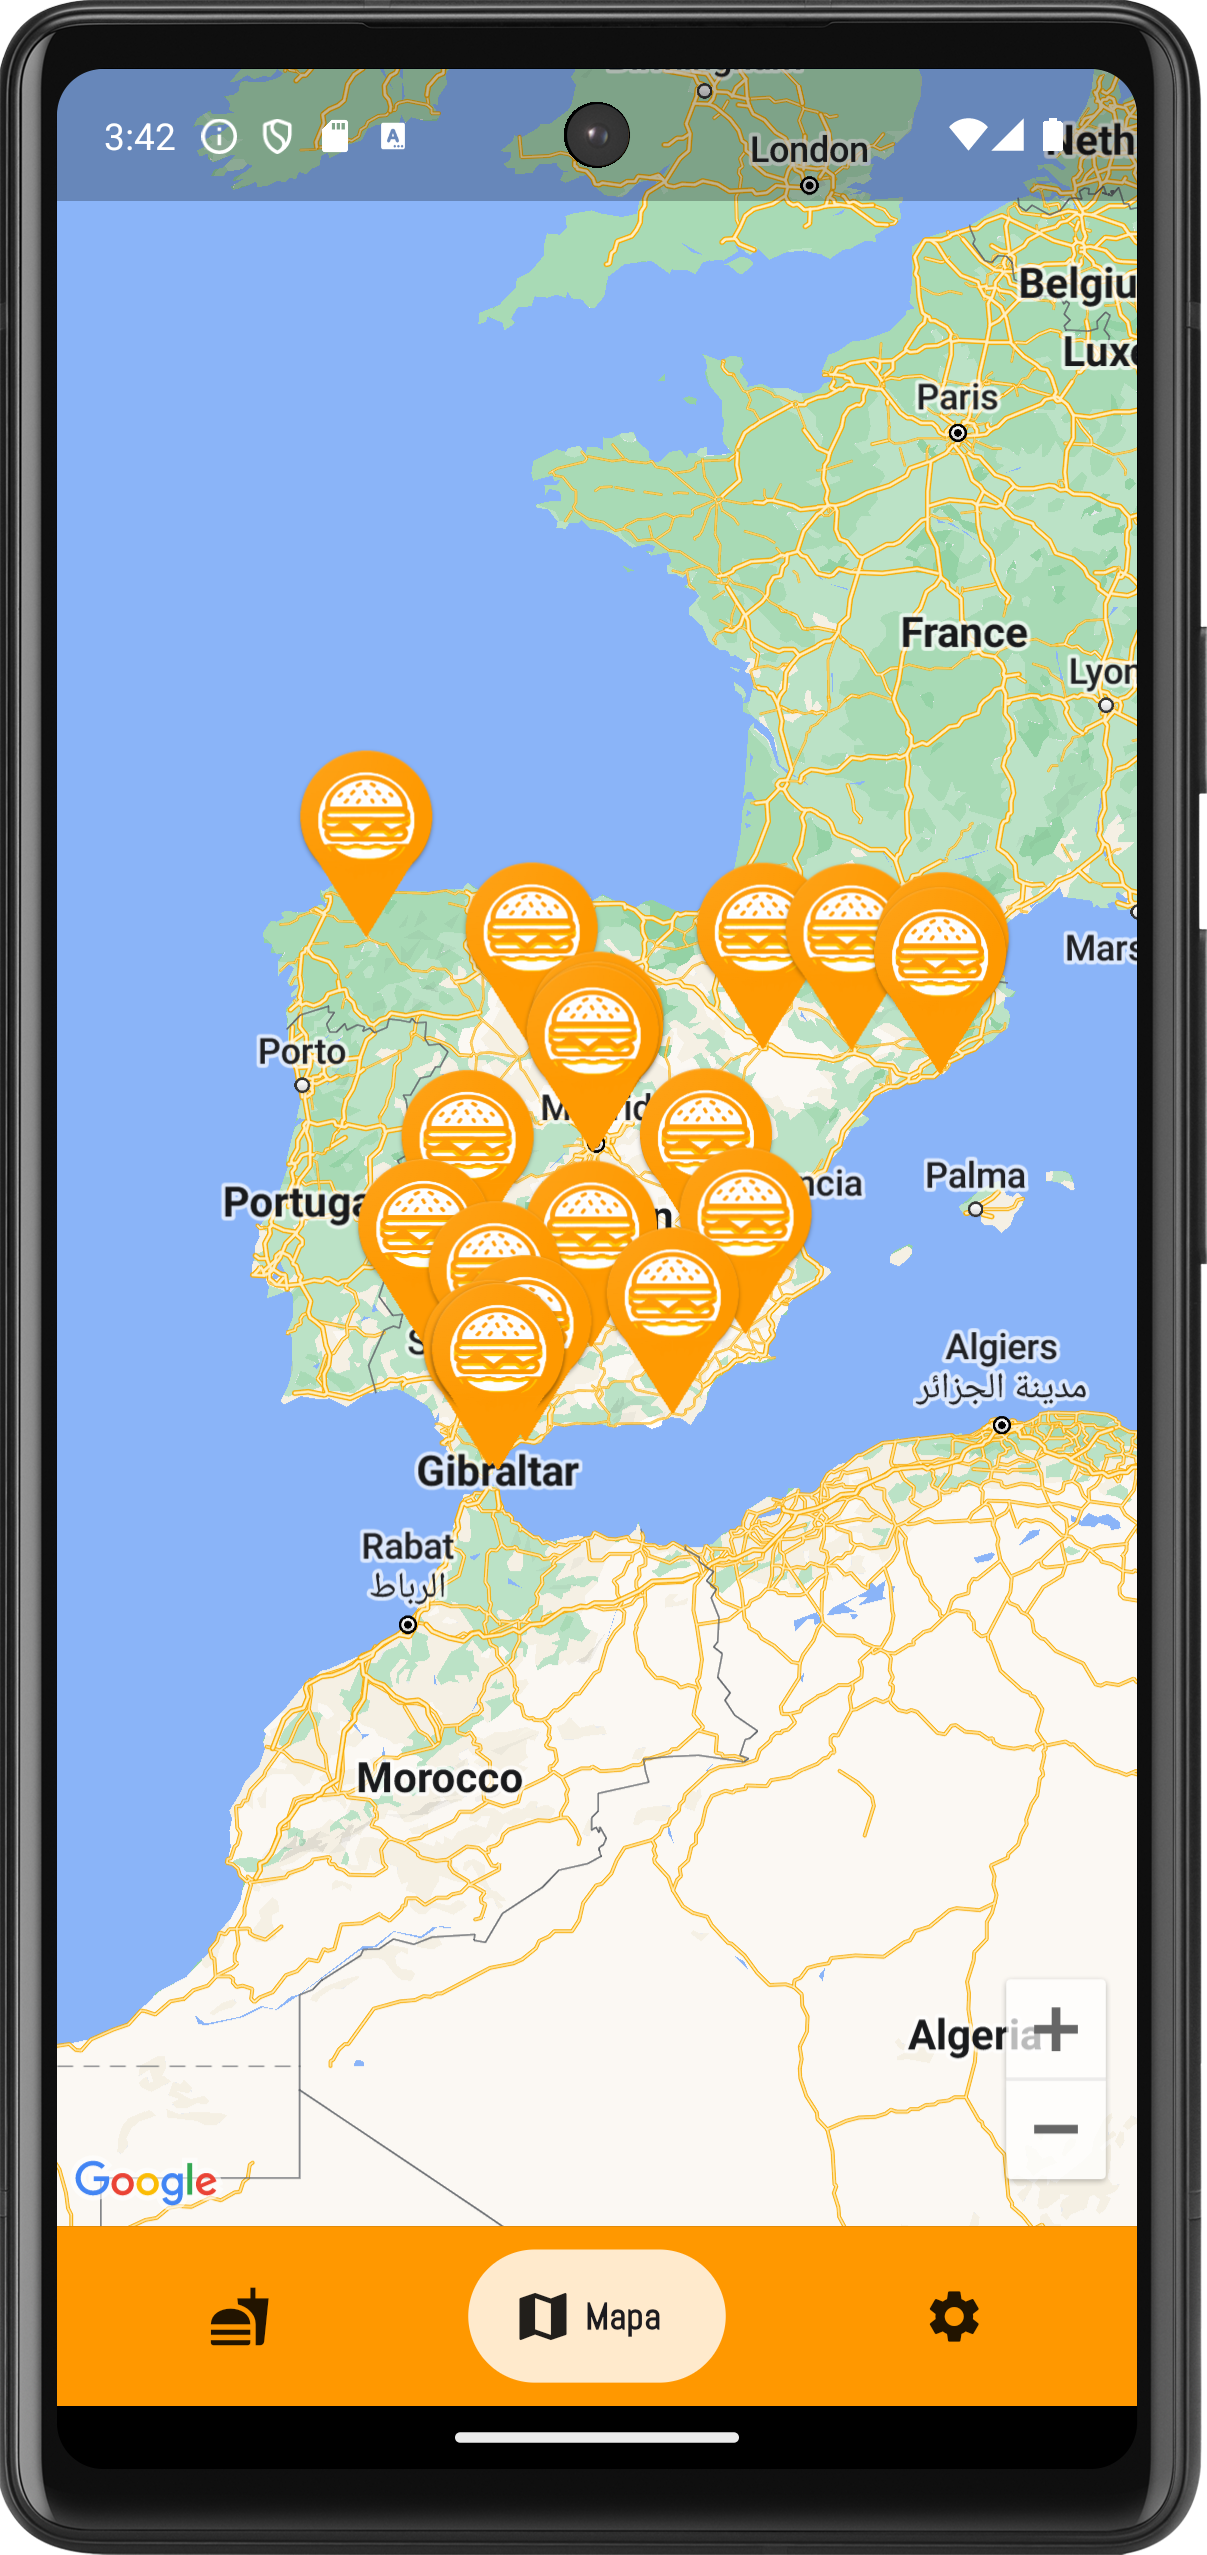 3:42
A
London
Neth
Belgiu
Luxe
Paris
France
Lyon
Mars
Porto
M
rid
Portuga
ncia
Palma
n
S
Algiers
مدينة الجزائر
Gibraltar
Rabat
الرباط
Morocco
Algeria
Google
Mapa